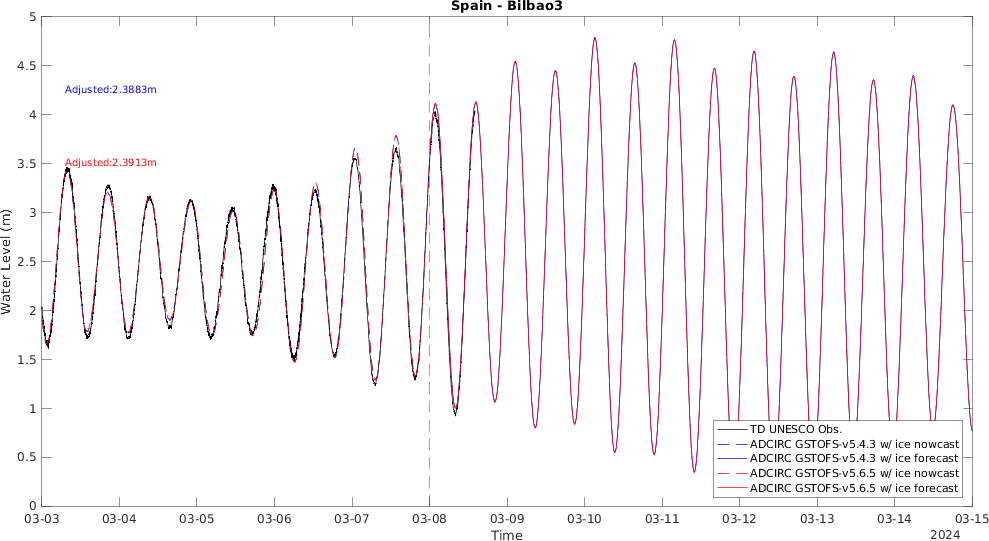 Spain - Bilbao3
5
4.5
4
3.5
3
2.5
2
1.5
1
0.5
0
Water Level (m)
Adjusted:2.3883m
Adjusted:2.3913m
TD UNESCO Obs.
ADCIRC GSTOFS-v5.4.3 w/ ice nowcast
ADCIRC GSTOFS-v5.4.3 w/ ice forecast
ADCIRC GSTOFS-v5.6.5 w/ ice nowcast
ADCIRC GSTOFS-v5.6.5 w/ ice forecast
03-03 03-04 03-05 03-06 03-07 03-08 03-09 03-10 03-11 03-12 03-13 03-14 03-15
Time
2024